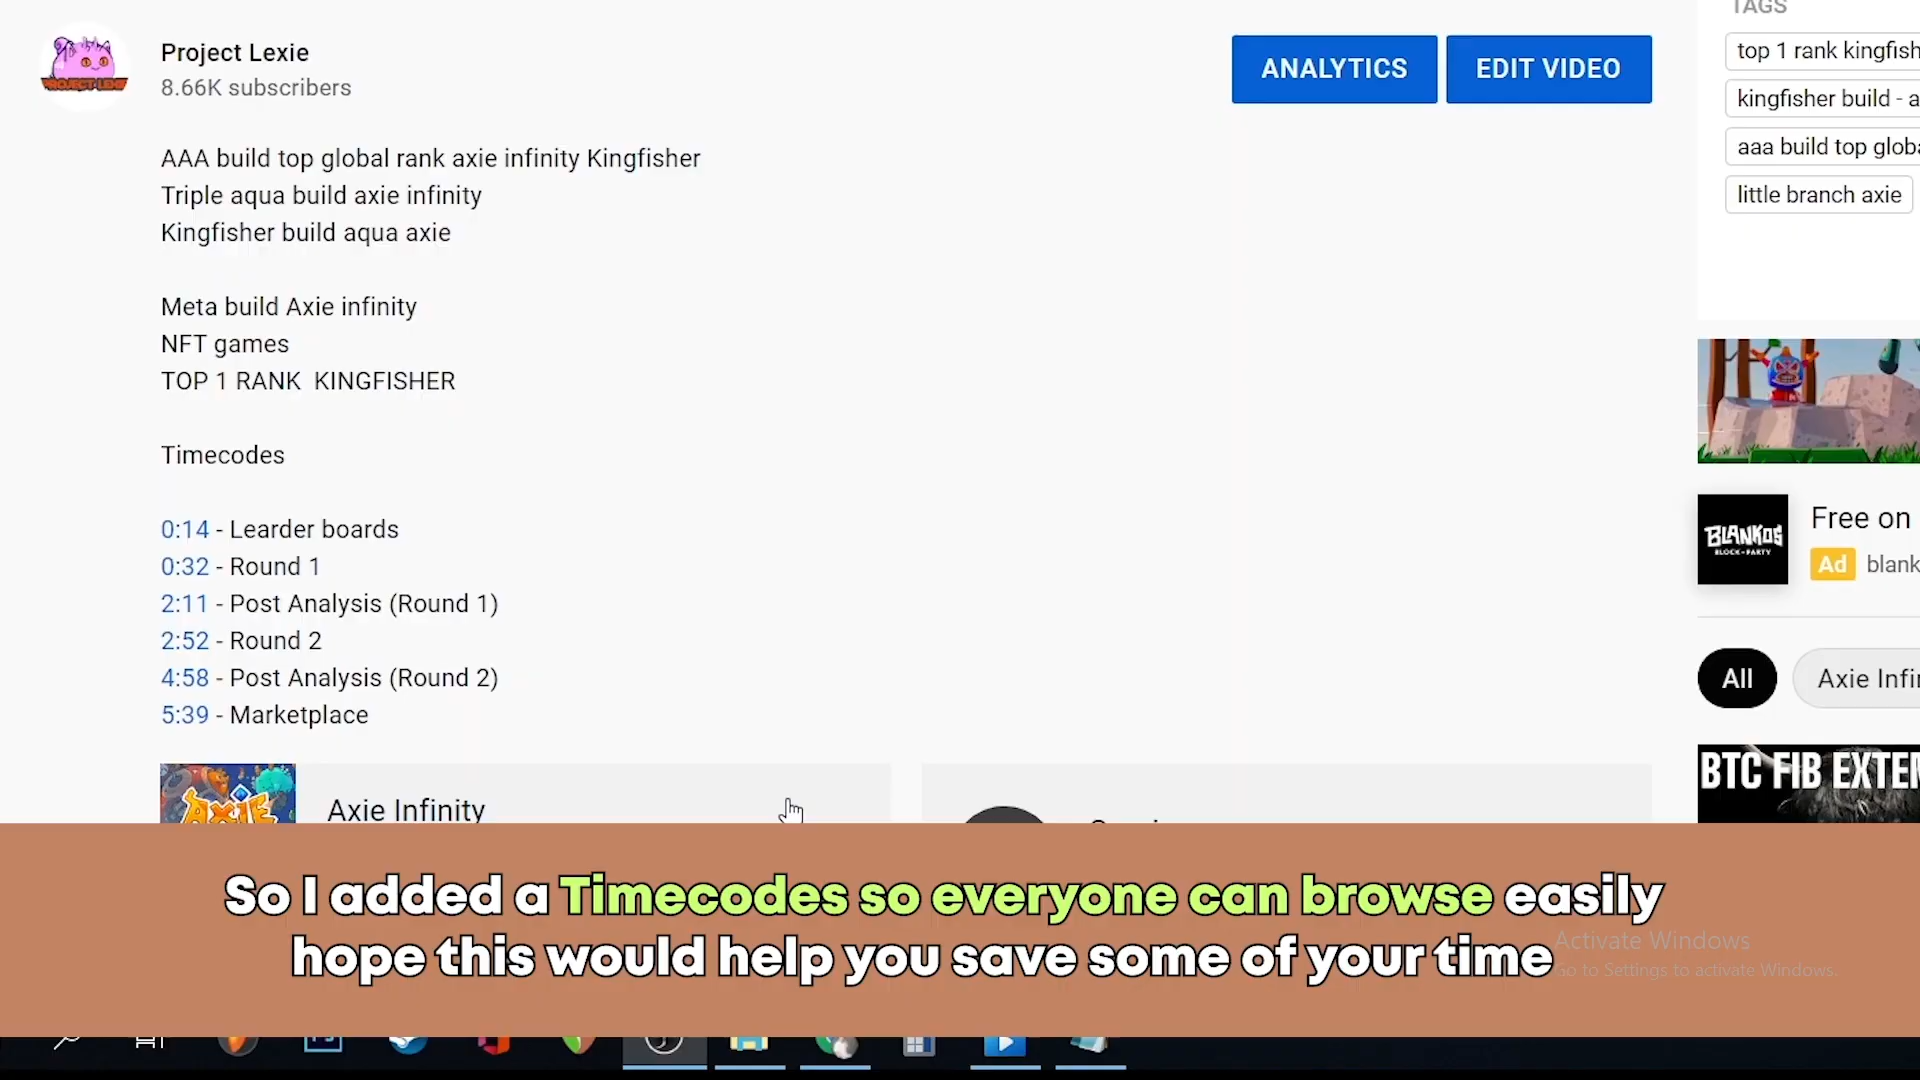 TAGS
Project Lexie
8.66K subscribers
ANALYTICS
EDIT VIDEO
top 1 rank kingfish
kingfisher build - a
aaa build top globa
little branch axie
AAA build top global rank axie infinity Kingfisher
Triple aqua build axie infinity
Kingfisher build aqua axie
Meta build Axie infinity
NFT games
TOP 1 RANK KINGFISHER
Timecodes
0:14 - Learder boards
0:32 - Round 1
2:11 - Post Analysis (Round 1)
2:52 - Round 2
4:58 - Post Analysis (Round 2)
5:39 - Marketplace
BLANKOS
BLOCK-PARTY
Free on
Ad blank
All
Axie Infi
BTC FIB EXTE
AXIE
Axie Infinity
So I added a Timecodes so everyone can browse easily
hope this would help you save some of your time
Activate Windows
Go to Settings to activate Windows.